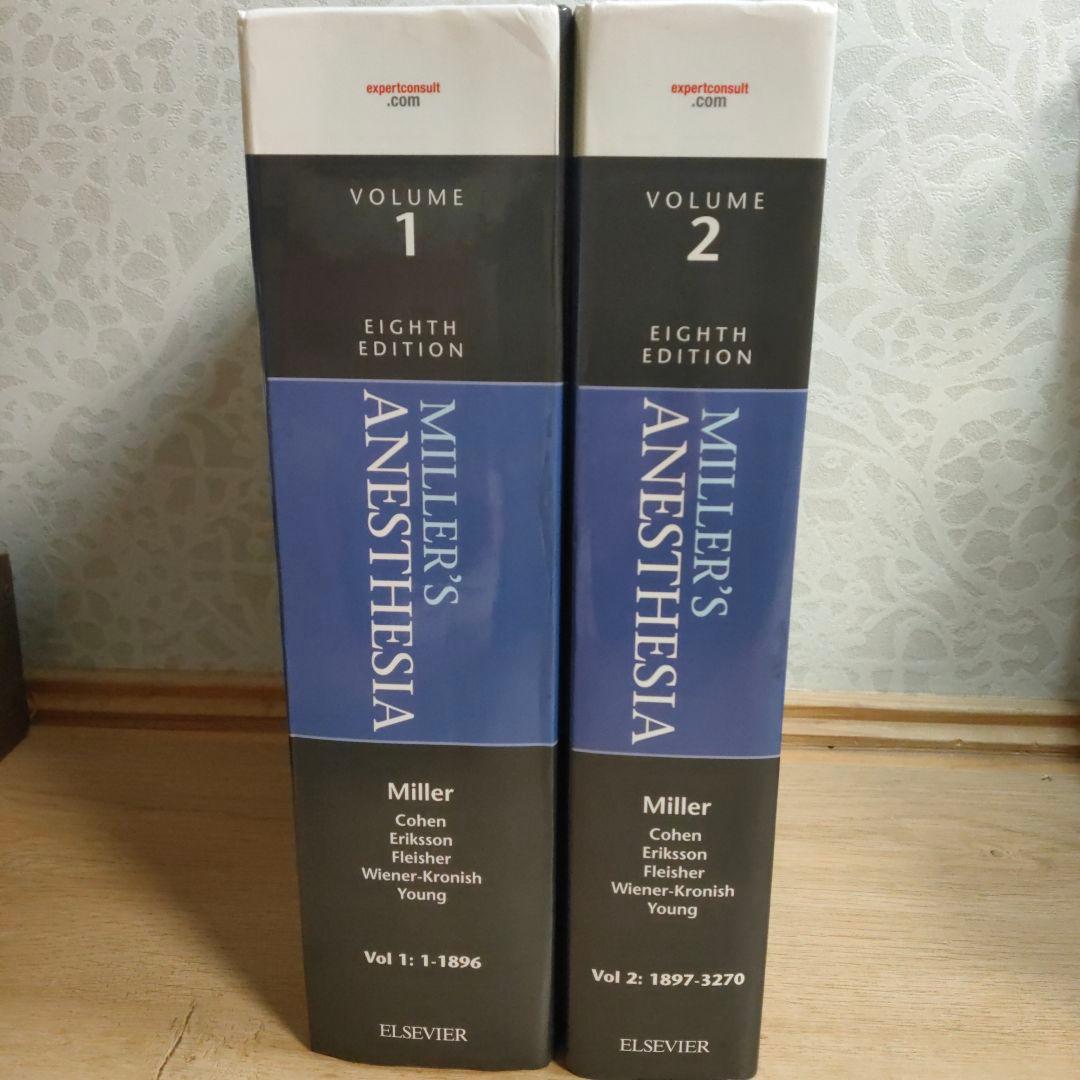 expertconsult
.com
VOLUME
1
EIGHTH
EDITION
MILLER'S
ANESTHESIA
Miller
Cohen
Eriksson
Fleisher
Wiener-Kronish
Young
Vol 1: 1-1896
ELSEVIER
expertconsult
.com
VOLUME
2
EIGHTH
EDITION
MILLER'S
ANESTHESIA
Miller
Cohen
Eriksson
Fleisher
Wiener-Kronish
Young
Vol 2: 1897-3270
ELSEVIER